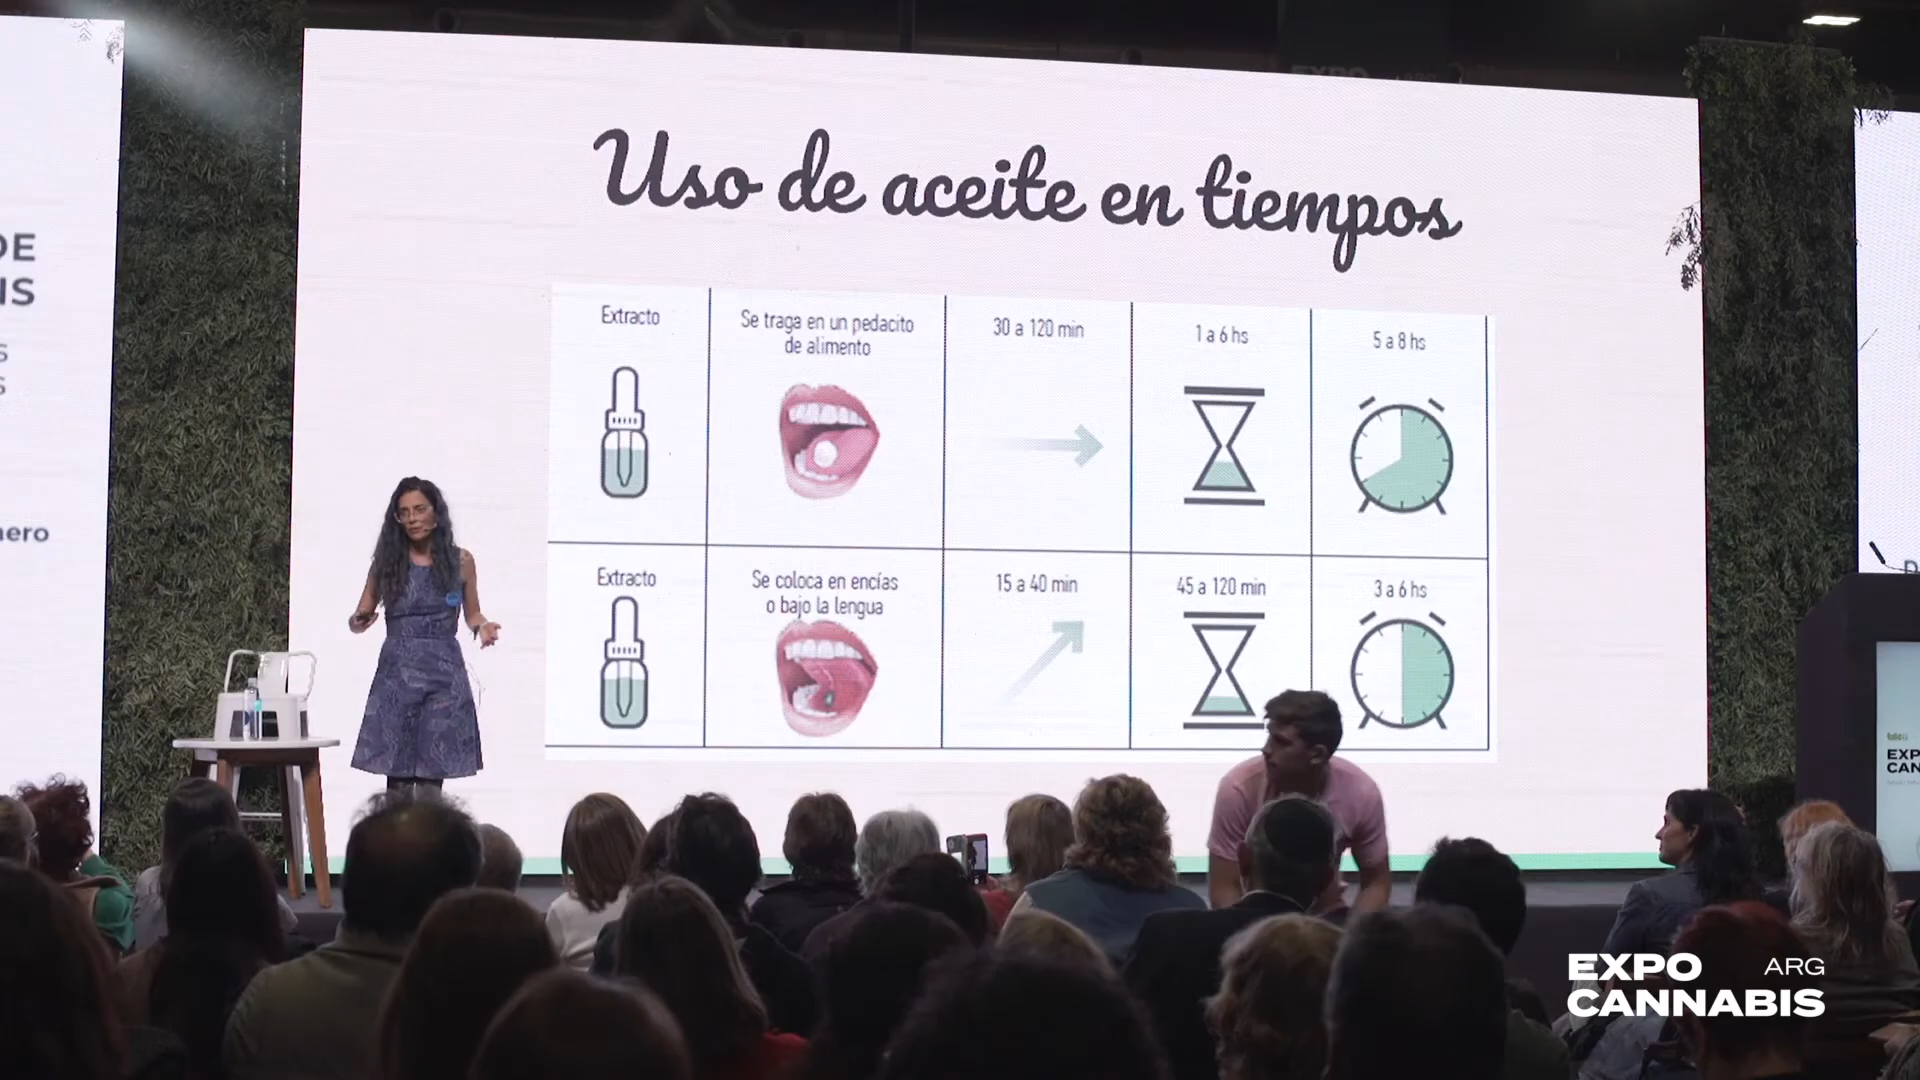 Uso de aceite en tiempos
Extracto
Se traga en un pedacito
de alimento
30 a 120 min
1 a 6 hs
5 a 8 hs
Extracto
Se coloca en encías
o bajo la lengua
15 a 40 min
45 a 120 min
3 a 6 hs
DE
IS
S
S
nero
EXP
CAN
EXPO ARG
CANNABIS